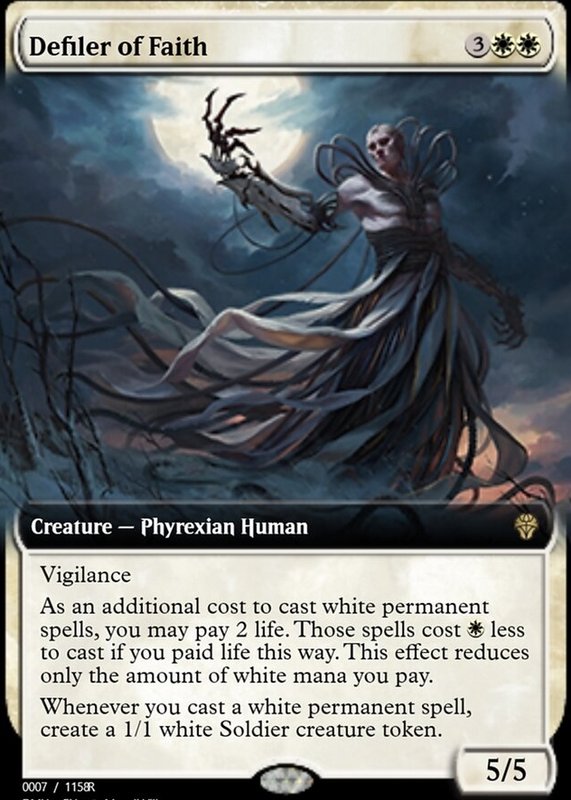 Defiler of Faith 3
Creature — Phyrexian Human
Vigilance
As an additional cost to cast white permanent
spells, you may pay 2 life. Those spells cost less
to cast if you paid life this way. This effect reduces
only the amount of white mana you pay.
Whenever you cast a white permanent spell,
create a 1/1 white Soldier creature token.
5/5
0007 / 1158R